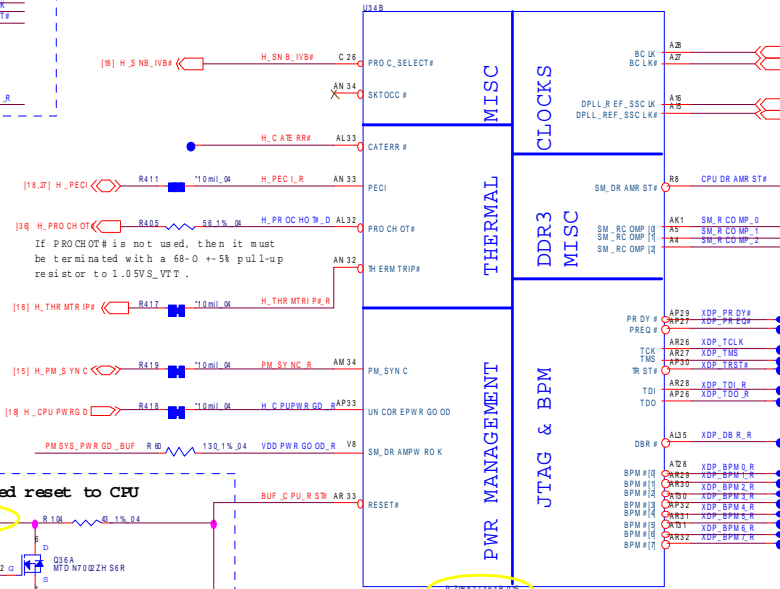 U34B
T#
_R
[18] H_SNB_IVB#
H_SNB_IVB#
C26
PROC_SELECT#
AN34
SKTOCC#
MISC
CLOCKS
A28
BCLK
A27
BCLK#
A16
DPLL_REF_SSCLK
A15
DPLL_REF_SSCLK#
H_CATERR#
AL33
CATERR#
[18,27] H_PECI
R411
*10mil_04
H_PECI_R
AN33
PECI
THERMAL
DDR3
MISC
R8
CPUDRAMRST#
SM_DRAMRST#
[36] H_PROCHOT#
R405
56_1%_04
H_PROCHOT#_D
AL32
PROCHOT#
AK1
SM_RCOMP_0
SM_RCOMP[0]
A5
SM_RCOMP_1
SM_RCOMP[1]
A4
SM_RCOMP_2
SM_RCOMP[2]
If PROCHOT# is not used, then it must
be terminated with a 68-O +-5% pull-up
resistor to 1.05VS_VTT .
AN32
THERMTRIP#
[18] H_THRMTRIP#
R417
*10mil_04
H_THRMTRIP#_R
PWR MANAGEMENT
JTAG & BPM
AP29
XDP_PRDY#
PRDY#
AP27
XDP_PREQ#
PREQ#
AR26
XDP_TCLK
TCK
AR27
XDP_TMS
TMS
AP30
XDP_TRST#
TRST#
[15] H_PM_SYNC
R419
*10mil_04
PM_SYNC_R
AM34
PM_SYNC
AR28
XDP_TDI_R
TDI
AP26
XDP_TDO_R
TDO
[18] H_CPUPWRGD
R418
*10mil_04
H_CPUPWRGD_R
AP33
UNCOREPWRGOOD
PMSYS_PWRGD_BUF
R60
130_1%_04
VDDPWRGOOD_R
V8
SM_DRAMPWROK
AL35
XDP_DBR_R
DBR#
AT28
XDP_BPM0_R
BPM#[0]
AR29
XDP_BPM1_R
BPM#[1]
AR30
XDP_BPM2_R
BPM#[2]
AT30
XDP_BPM3_R
BPM#[3]
AP32
XDP_BPM4_R
BPM#[4]
AR31
XDP_BPM5_R
BPM#[5]
AT31
XDP_BPM6_R
BPM#[6]
AR32
XDP_BPM7_R
BPM#[7]
ed reset to CPU
BUF_CPU_RST#
AR33
RESET#
R104
43_1%_04
6
D
Q36A
MTDN7002ZHS6R
2
G
S